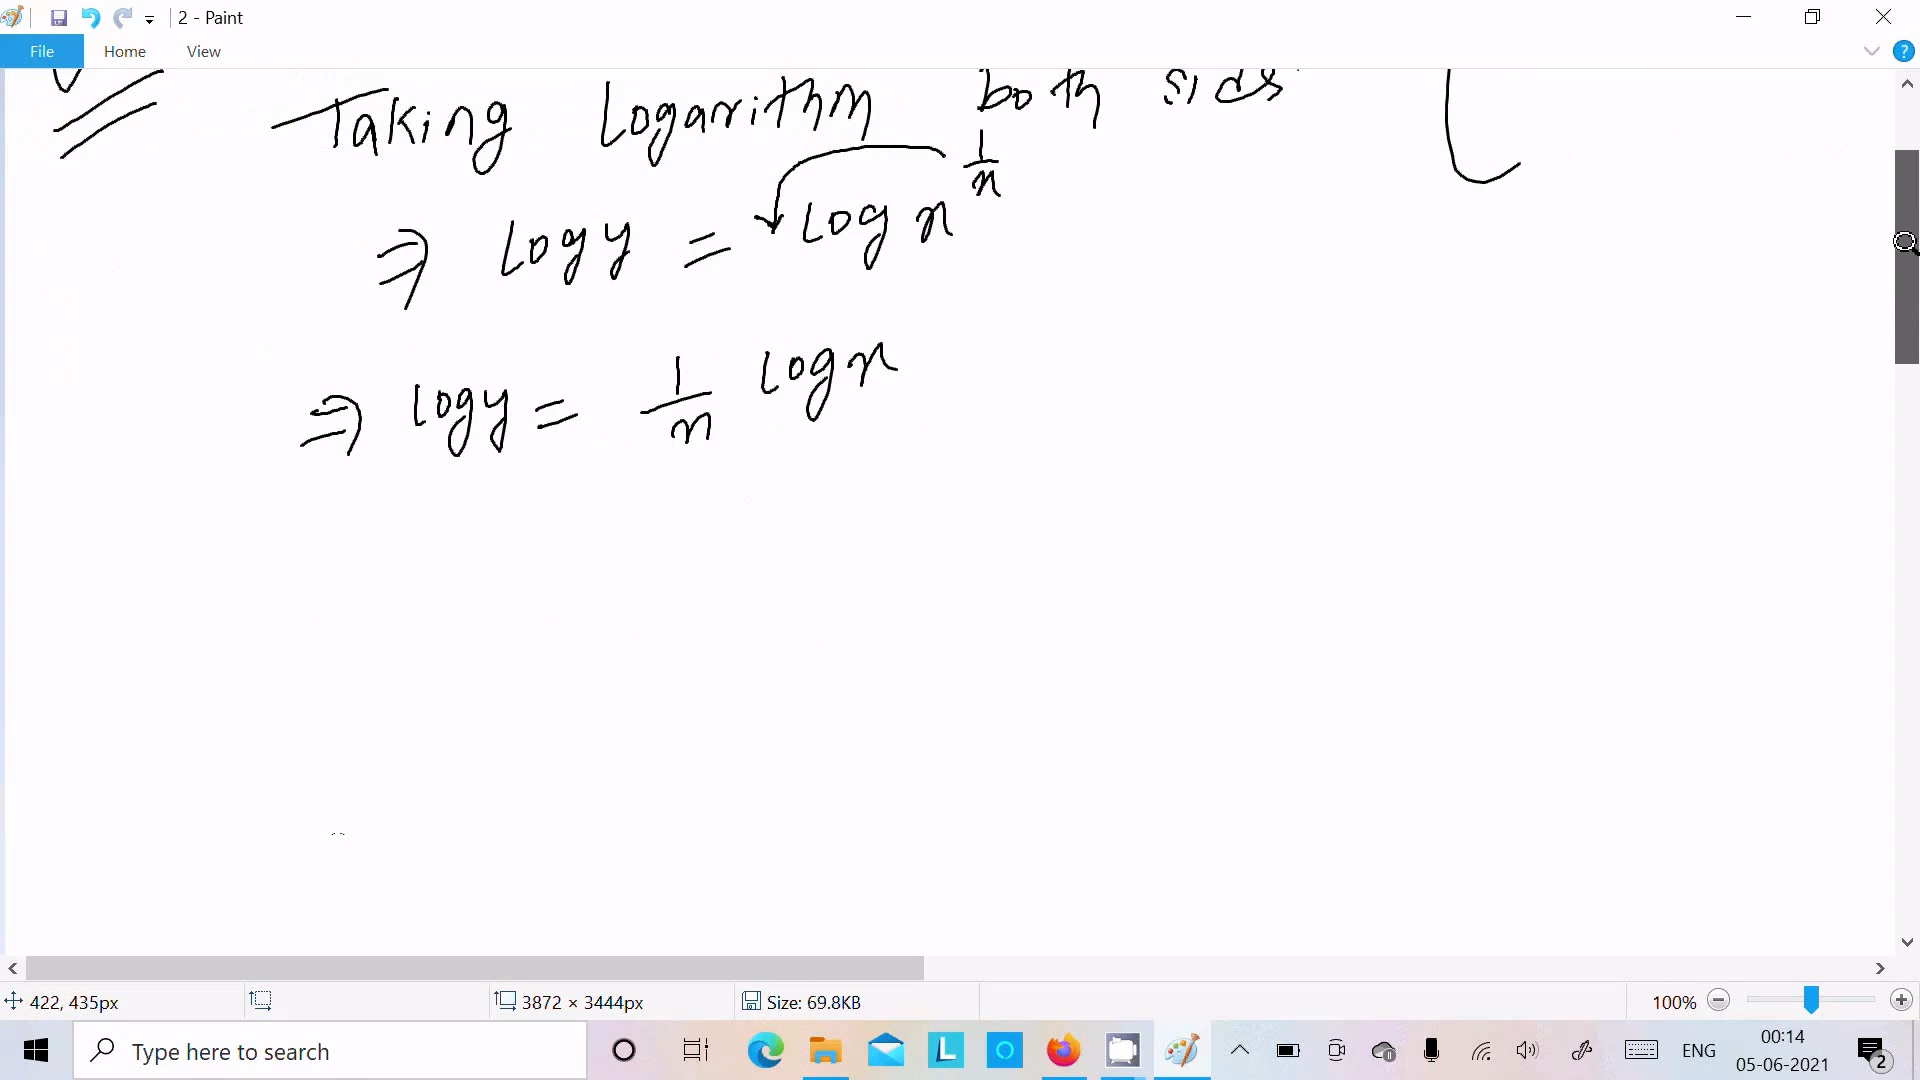 2 - Paint
File Home View
Taking Logarithm both sides
⇒ Log y = Log x^(1/x)
⇒ Log y = 1/x Log x
422, 435px 3872 × 3444px Size: 69.8KB 100%
Type here to search L ENG 00:14
05-06-2021 2